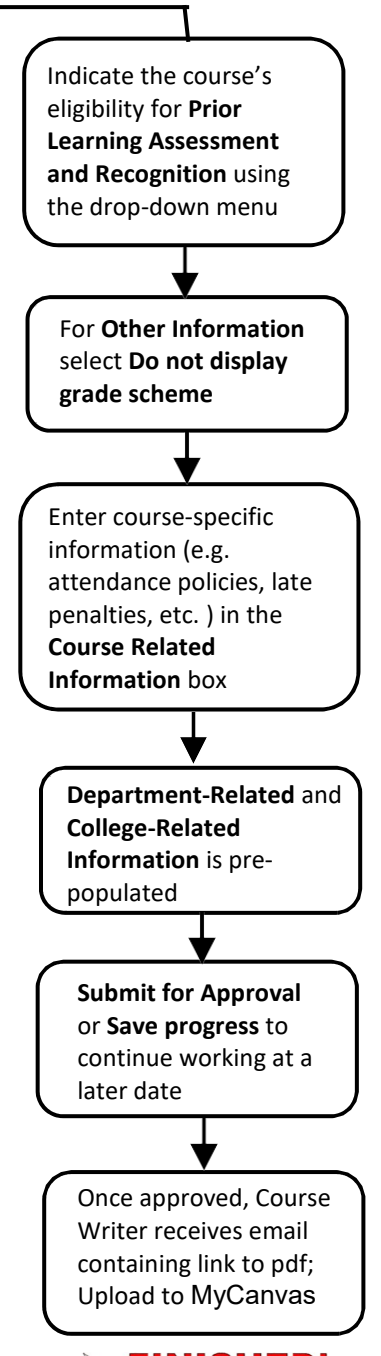 Indicate the course's
eligibility for Prior
Learning Assessment
and Recognition using
the drop-down menu
For Other Information
select Do not display
grade scheme
Enter course-specific
information (e.g.
attendance policies, late
penalties, etc. ) in the
Course Related
Information box
Department-Related and
College-Related
Information is pre-
populated
Submit for Approval
or Save progress to
continue working at a
later date
Once approved, Course
Writer receives email
containing link to pdf;
Upload to MyCanvas